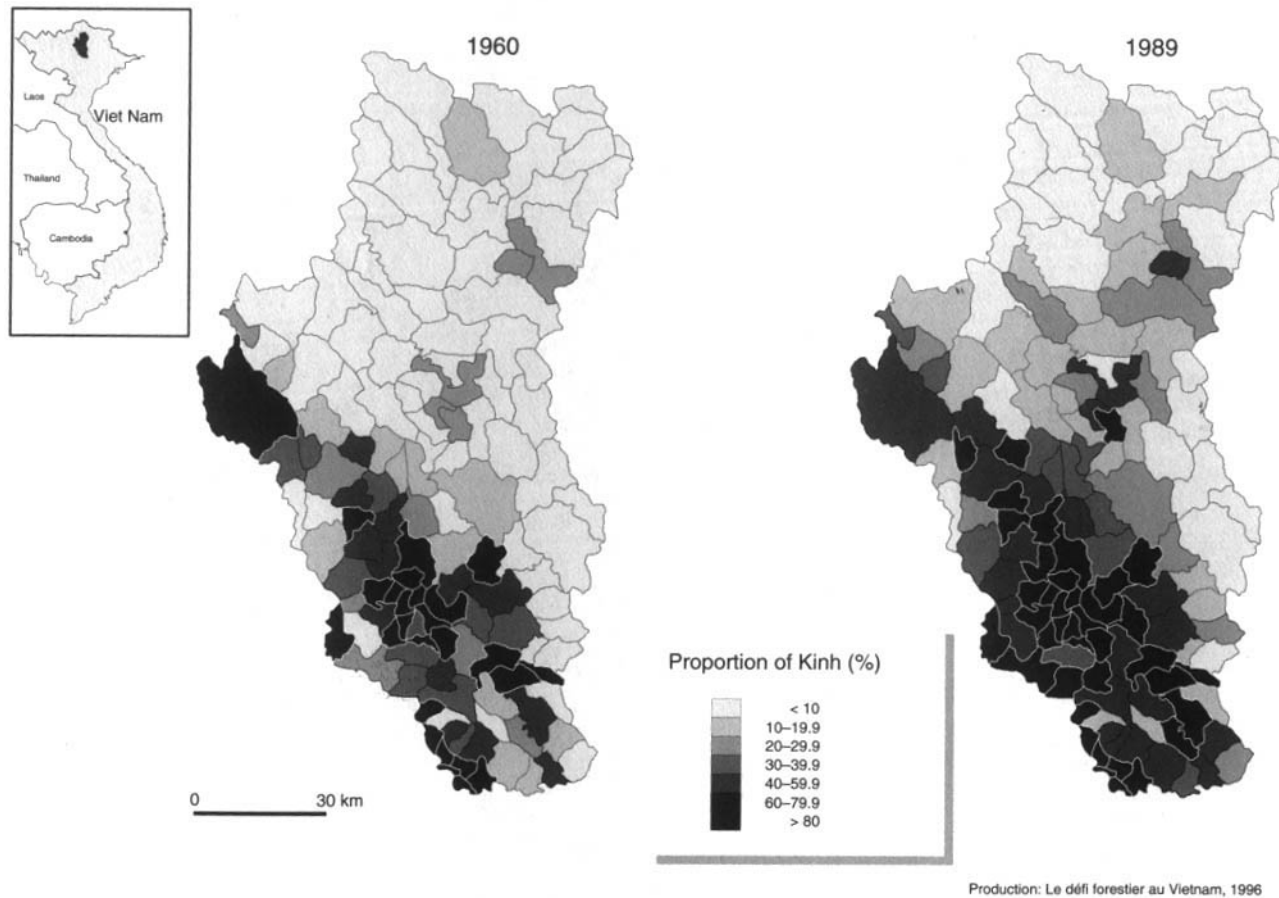 1960
1989
Laos
Viet Nam
Thailand
Cambodia
Proportion of Kinh (%)
< 10
10–19.9
20–29.9
30–39.9
40–59.9
60–79.9
> 80
0 30 km
Production: Le défi forestier au Vietnam, 1996